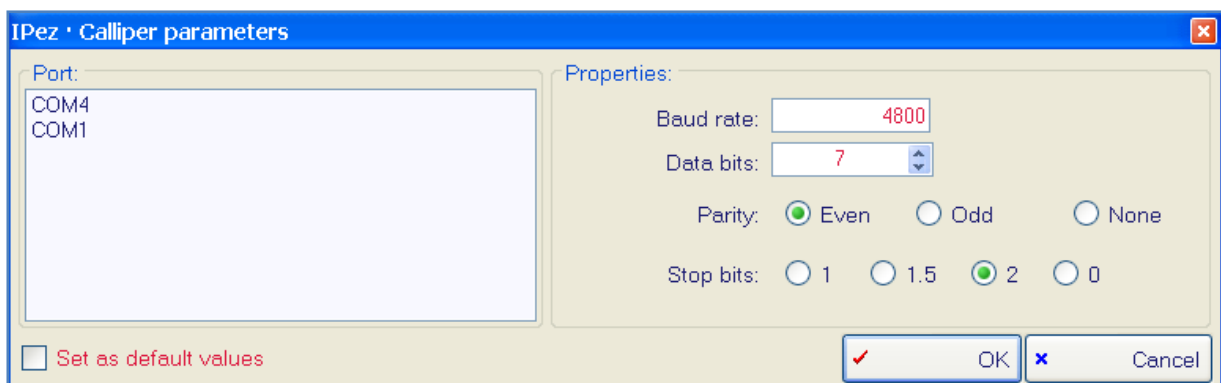 IPez · Calliper parameters
Port:
COM4
COM1
Properties:
Baud rate: 4800
Data bits: 7
Parity: Even Odd None
Stop bits: 1 1.5 2 0
Set as default values
OK Cancel